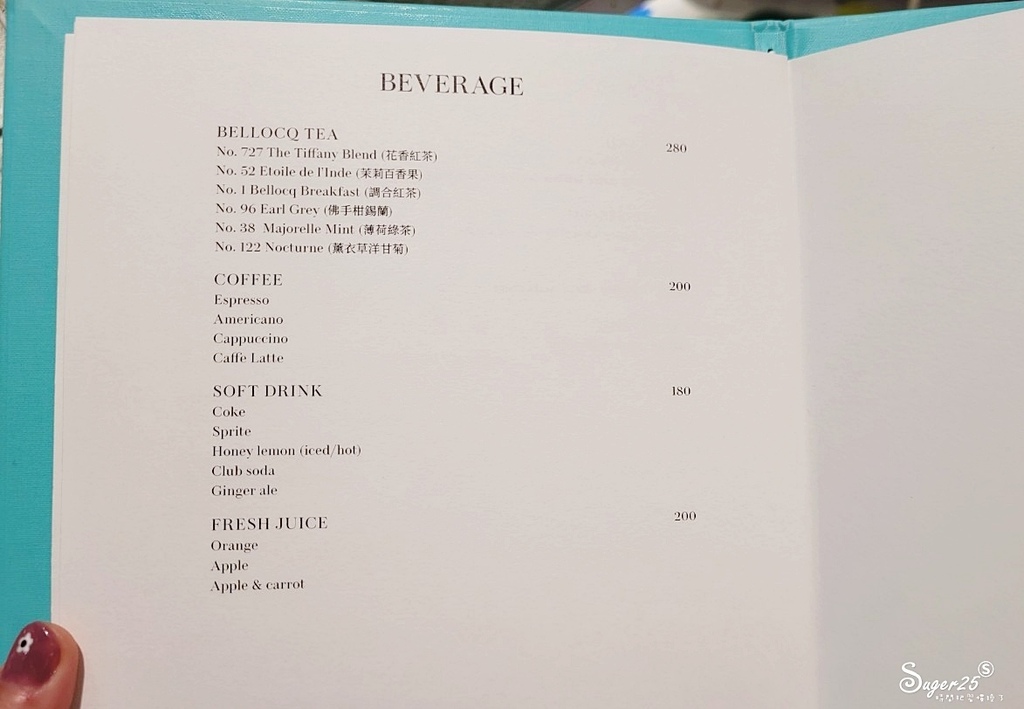 BEVERAGE
BELLOCQ TEA 280
No. 727 The Tiffany Blend (花香紅茶)
No. 52 Etoile de l'Inde (茉莉百香果)
No. 1 Bellocq Breakfast (調合紅茶)
No. 96 Earl Grey (佛手柑錫蘭)
No. 38 Majorelle Mint (薄荷綠茶)
No. 122 Nocturne (薰衣草洋甘菊)
COFFEE 200
Espresso
Americano
Cappuccino
Caffe Latte
SOFT DRINK 180
Coke
Sprite
Honey lemon (iced/hot)
Club soda
Ginger ale
FRESH JUICE 200
Orange
Apple
Apple & carrot
Suger25 S